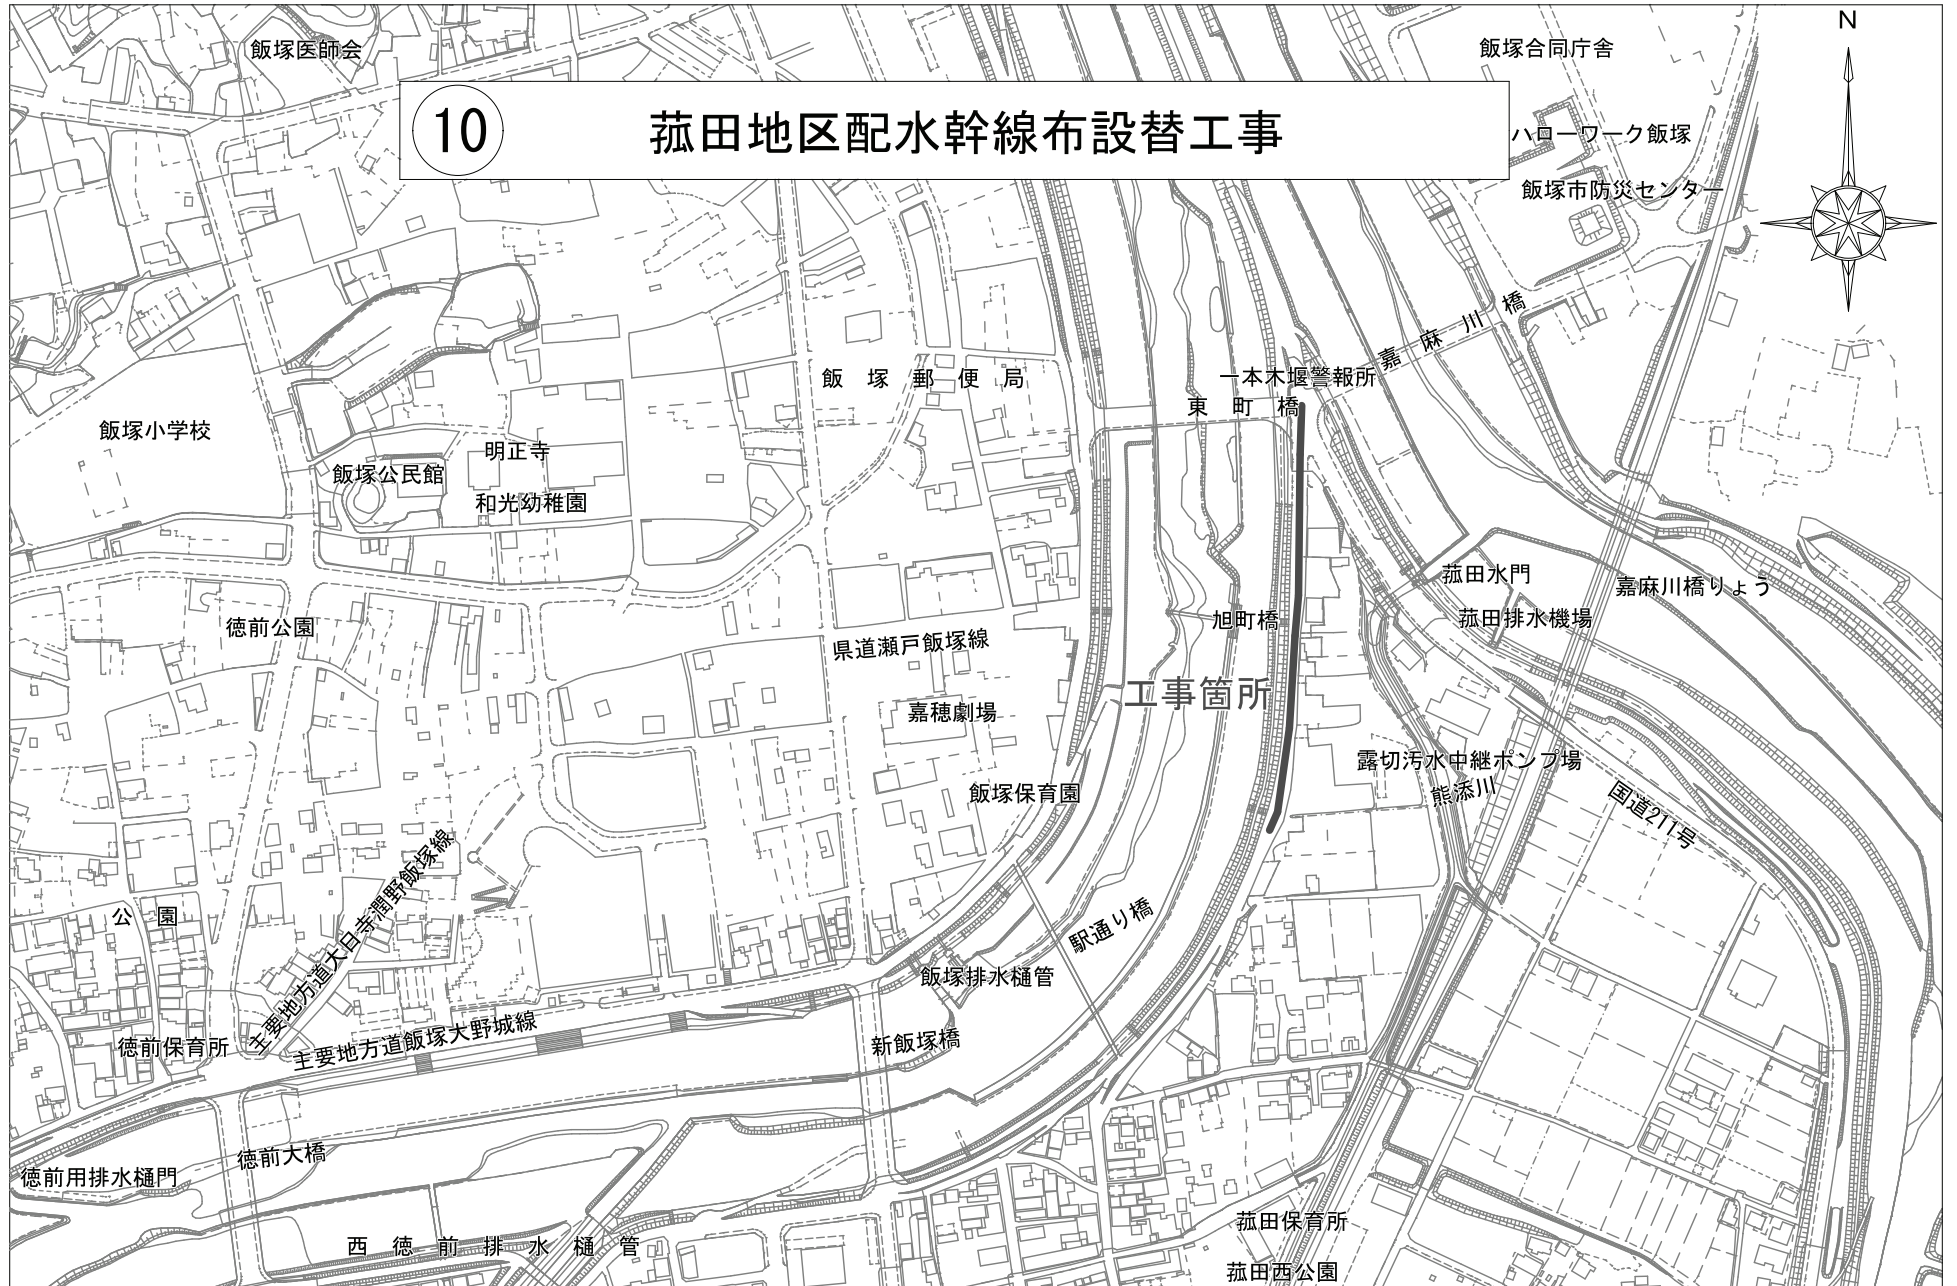 N
飯塚医師会
飯塚合同庁舎
10
菰田地区配水幹線布設替工事
ハローワーク飯塚
飯塚市防災センター
嘉麻川橋
一本木堰警報所
飯塚郵便局
東町橋
飯塚小学校
明正寺
飯塚公民館
和光幼稚園
菰田水門
嘉麻川橋りょう
菰田排水機場
旭町橋
徳前公園
県道瀬戸飯塚線
工事箇所
嘉穂劇場
露切汚水中継ポンプ場
熊添川
飯塚保育園
国道211号
主要地方道大日寺潤野飯塚線
公園
駅通り橋
飯塚排水樋管
主要地方道飯塚大野城線
新飯塚橋
徳前保育所
徳前大橋
徳前用排水樋門
菰田保育所
西徳前排水樋管
菰田西公園